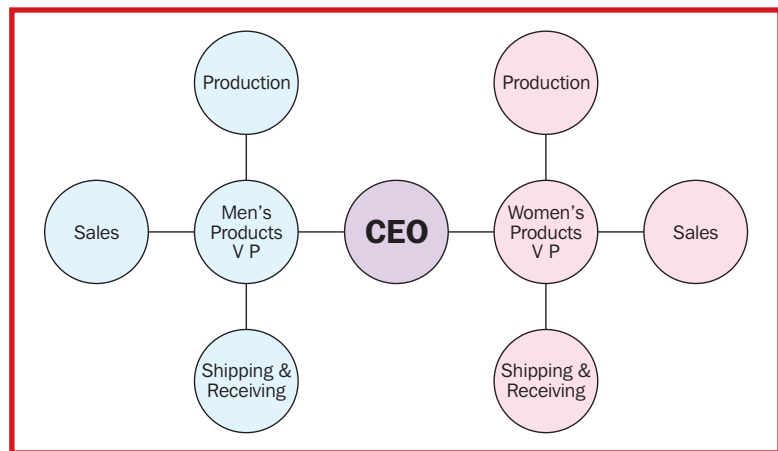 Production
Production
Sales
Men's
Products
V P
CEO
Women's
Products
V P
Sales
Shipping &
Receiving
Shipping &
Receiving